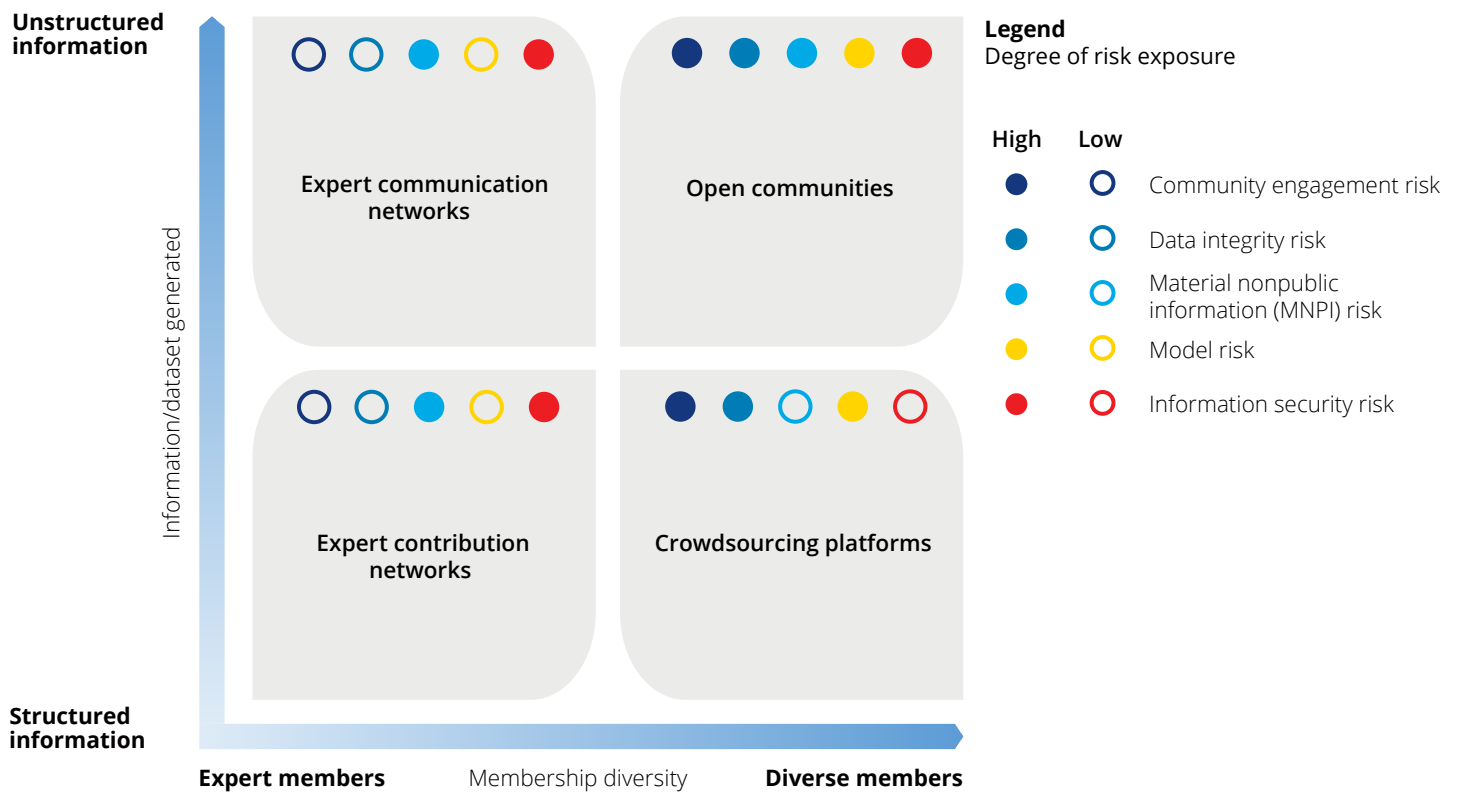 Unstructured
information
Information/dataset generated
Structured
information
Expert communication
networks
Open communities
Expert contribution
networks
Crowdsourcing platforms
Expert members
Membership diversity
Diverse members
Legend
Degree of risk exposure
High
Low
Community engagement risk
Data integrity risk
Material nonpublic
information (MNPI) risk
Model risk
Information security risk